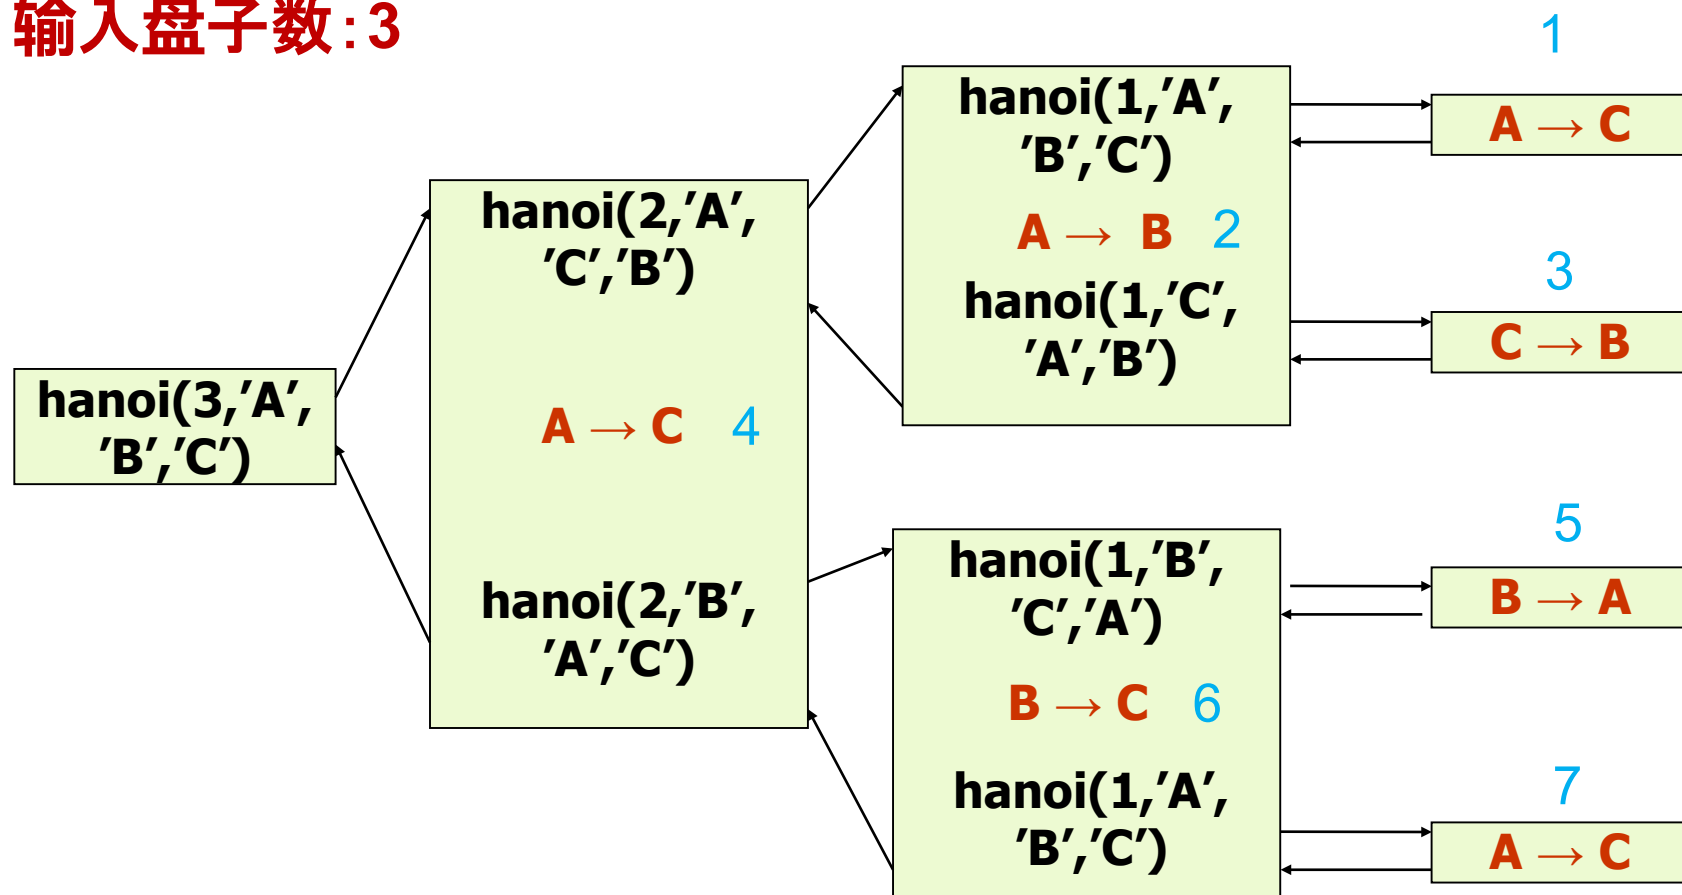 输入盘子数:3
hanoi(3,’A’,
’B’,’C’)
hanoi(2,’A’,
’C’,’B’)
A → C 4
hanoi(2,’B’,
’A’,’C’)
hanoi(1,’A’,
’B’,’C’)
A → B 2
hanoi(1,’C’,
’A’,’B’)
1
A → C
3
C → B
hanoi(1,’B’,
’C’,’A’)
B → C 6
hanoi(1,’A’,
’B’,’C’)
5
B → A
7
A → C